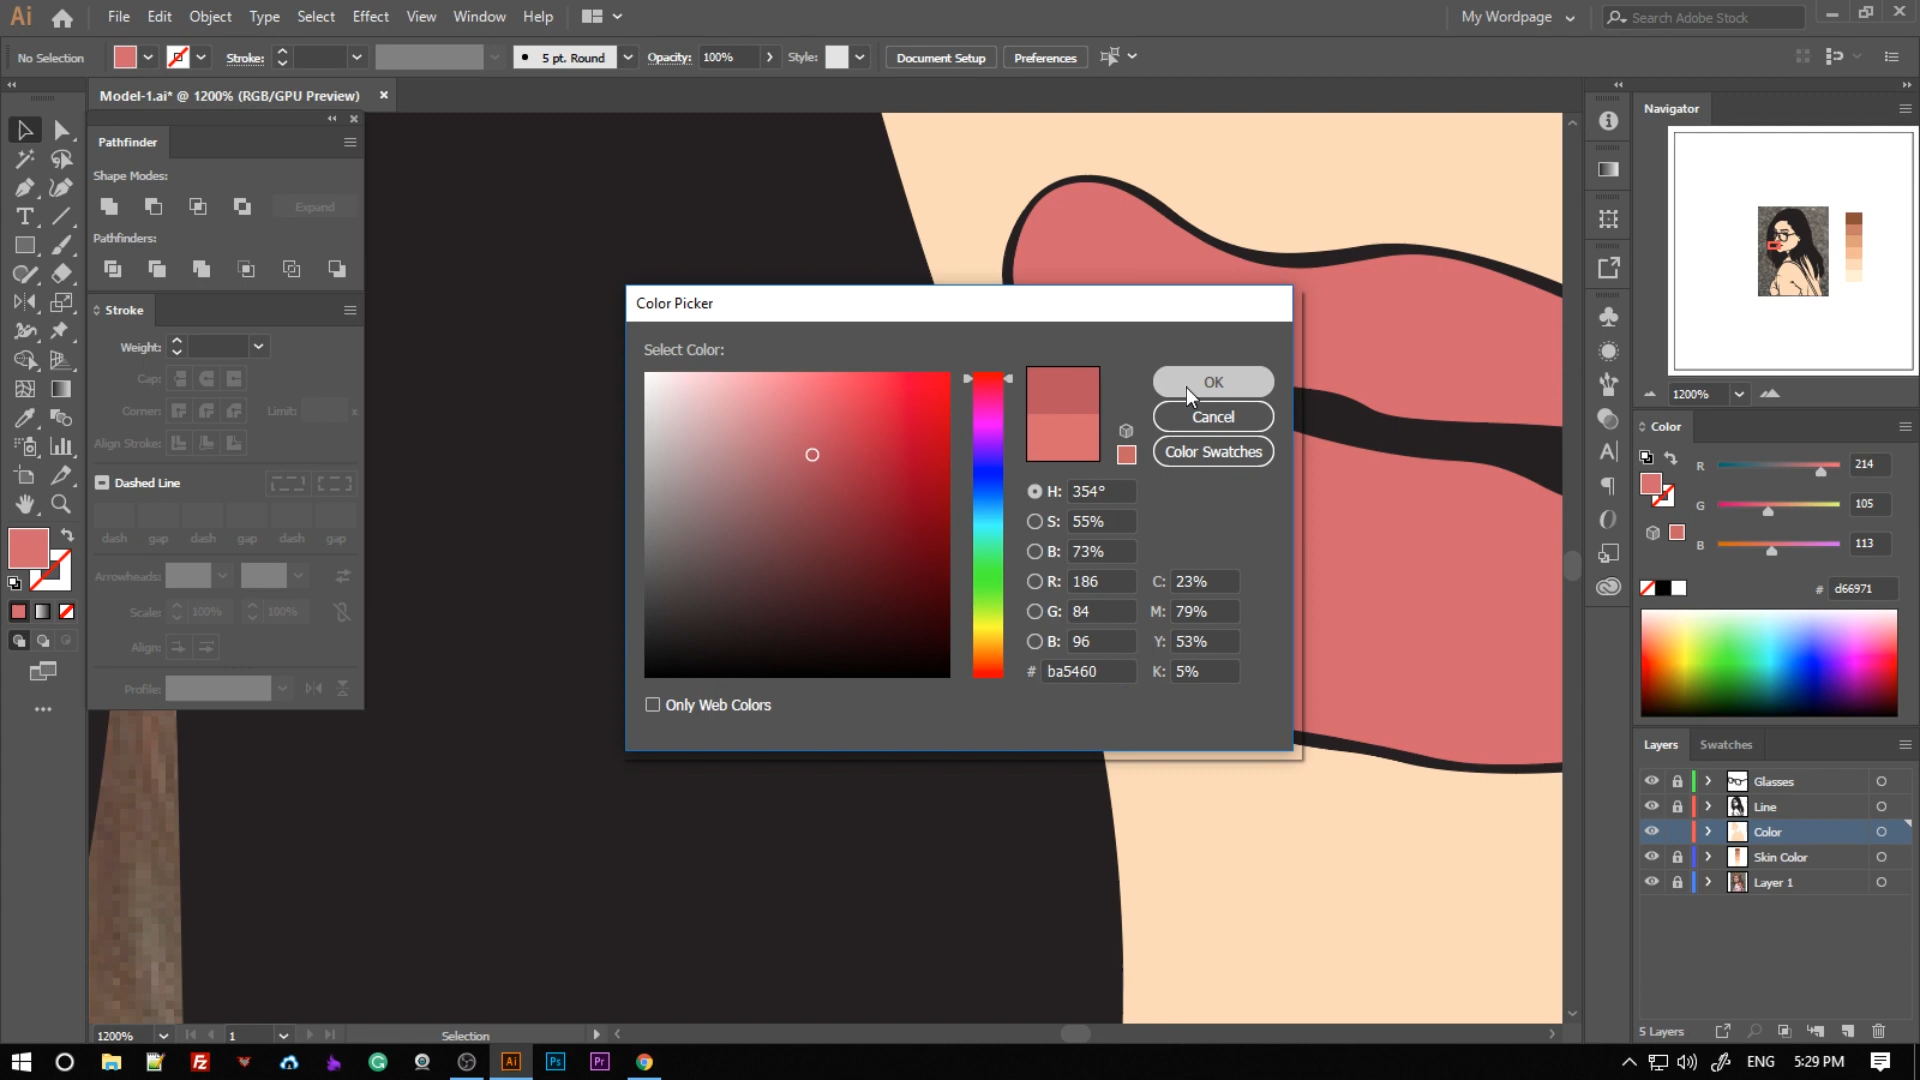 Ai File Edit Object Type Select Effect View Window Help My Wordpage Search Adobe Stock
No Selection Stroke: 5 pt. Round Opacity: 100% Style: Document Setup Preferences
Model-1.ai* @ 1200% (RGB/GPU Preview)
Navigator
Pathfinder
Shape Modes:
Expand
Pathfinders:
Stroke
Weight:
Cap:
Corner: Limit: x
Align Stroke:
Dashed Line
dash gap dash gap dash gap
Arrowheads:
Scale: 100% 100%
Align:
Profile:
Color Picker
Select Color:
OK
Cancel
Color Swatches
H: 354°
S: 55%
B: 73%
R: 186 C: 23%
G: 84 M: 79%
B: 96 Y: 53%
# ba5460 K: 5%
Only Web Colors
1200%
Color
R 214
G 105
B 113
# d66971
Layers Swatches
Glasses
Line
Color
Skin Color
Layer 1
5 Layers
1200% 1 Selection
Ai Ps Pr ENG 5:29 PM